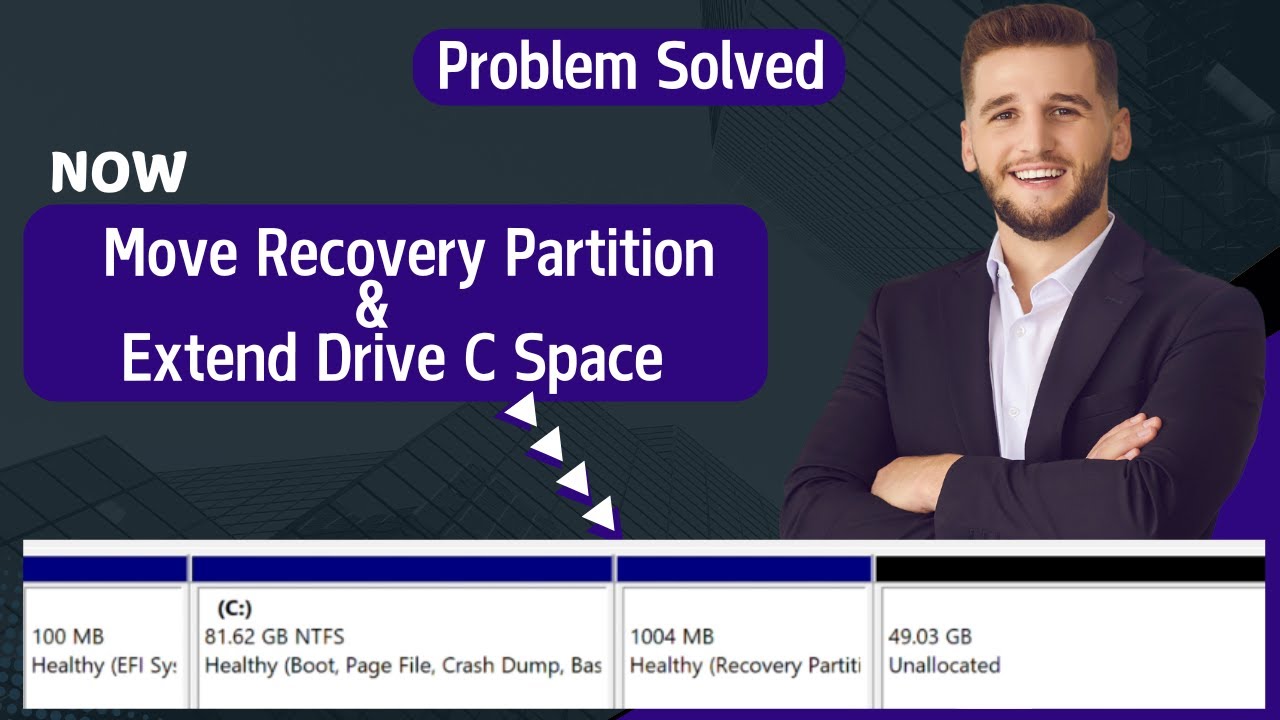 Problem Solved
NOW
Move Recovery Partition
&
Extend Drive C Space
(C:)
100 MB 81.62 GB NTFS 1004 MB 49.03 GB
Healthy (EFI Sy: Healthy (Boot, Page File, Crash Dump, Bas Healthy (Recovery Partiti Unallocated